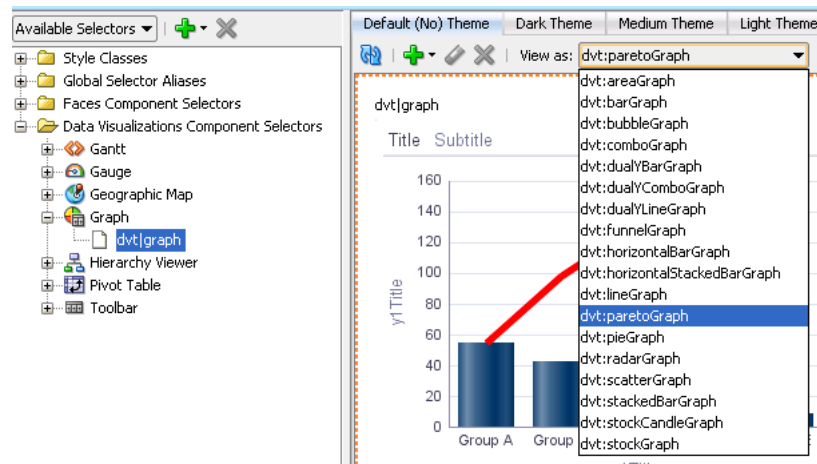 Available Selectors
Style Classes
Global Selector Aliases
Faces Component Selectors
Data Visualizations Component Selectors
Gantt
Gauge
Geographic Map
Graph
dvt|graph
Hierarchy Viewer
Pivot Table
Toolbar
Default (No) Theme Dark Theme Medium Theme Light Theme
View as: dvt:paretoGraph
dvt:areaGraph
dvt:barGraph
dvt:bubbleGraph
dvt:comboGraph
dvt:dualYBarGraph
dvt:dualYComboGraph
dvt:dualYLineGraph
dvt:funnelGraph
dvt:horizontalBarGraph
dvt:horizontalStackedBarGraph
dvt:lineGraph
dvt:paretoGraph
dvt:pieGraph
dvt:radarGraph
dvt:scatterGraph
dvt:stackedBarGraph
dvt:stockCandleGraph
dvt:stockGraph
dvt|graph
Title Subtitle
160
140
120
100
80
60
40
20
0
y1Title
Group A Group